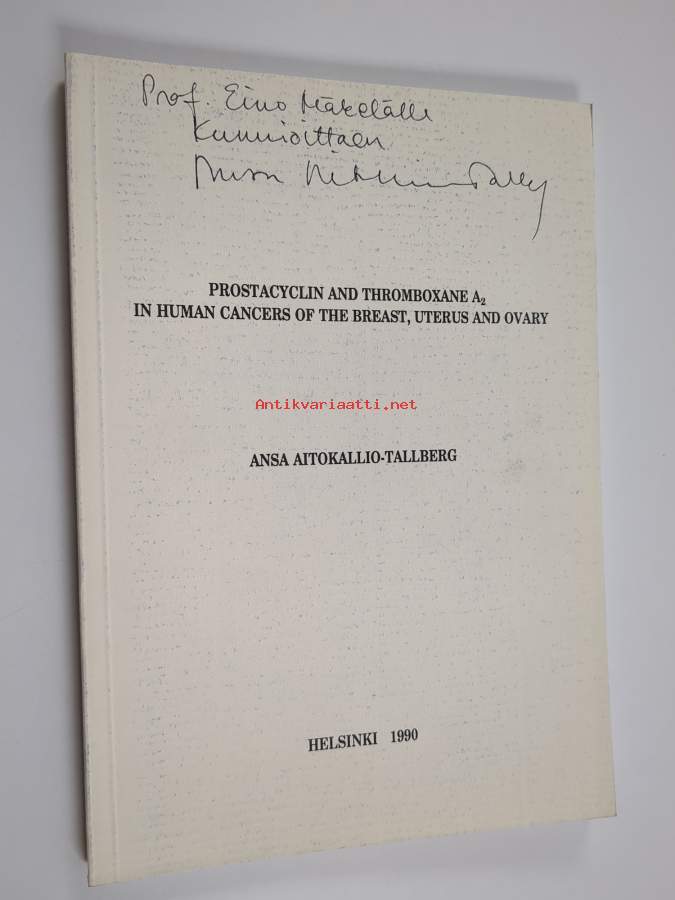 Prof. Eino Mäkelälle
Kunnioittaen
PROSTACYCLIN AND THROMBOXANE A₂
IN HUMAN CANCERS OF THE BREAST, UTERUS AND OVARY
Antikvariaatti.net
ANSA AITOKALLIO-TALLBERG
HELSINKI 1990